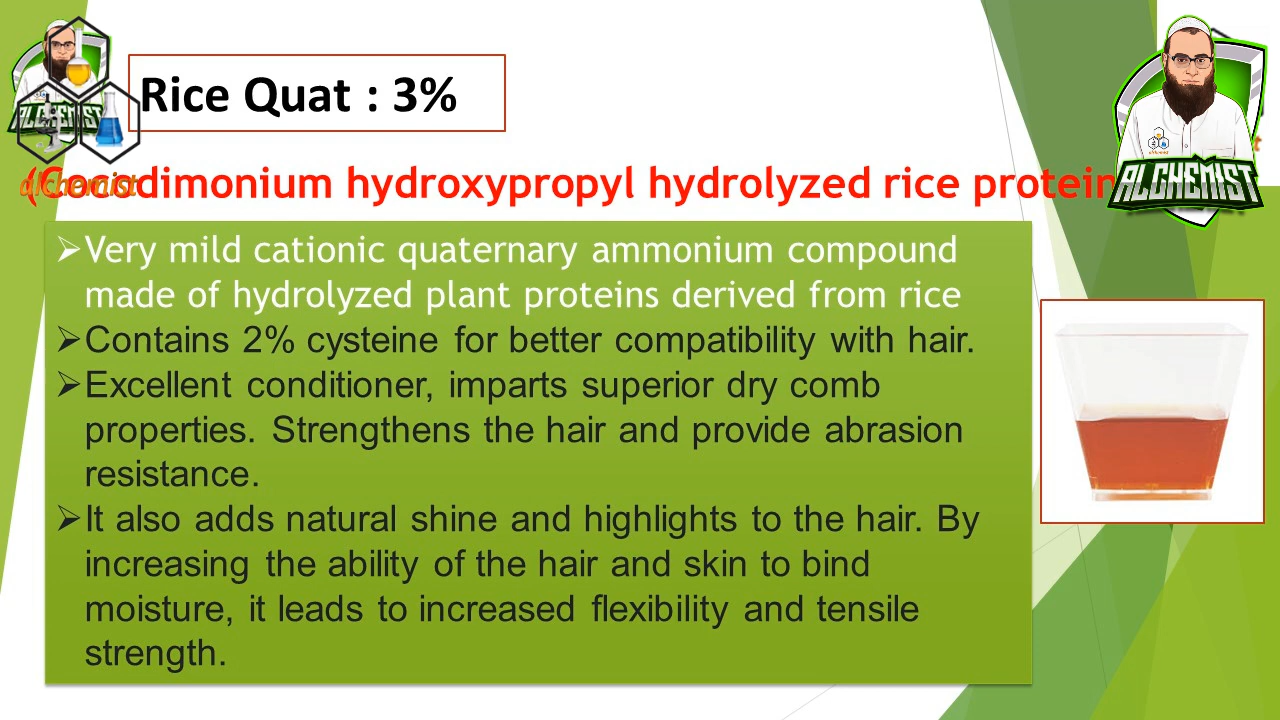 Rice Quat : 3%
ALCHEMIST
alchemist
(Cocodimonium hydroxypropyl hydrolyzed rice protein
ALCHEMIST
alchemist
➢Very mild cationic quaternary ammonium compound
made of hydrolyzed plant proteins derived from rice
➢Contains 2% cysteine for better compatibility with hair.
➢Excellent conditioner, imparts superior dry comb
properties. Strengthens the hair and provide abrasion
resistance.
➢It also adds natural shine and highlights to the hair. By
increasing the ability of the hair and skin to bind
moisture, it leads to increased flexibility and tensile
strength.